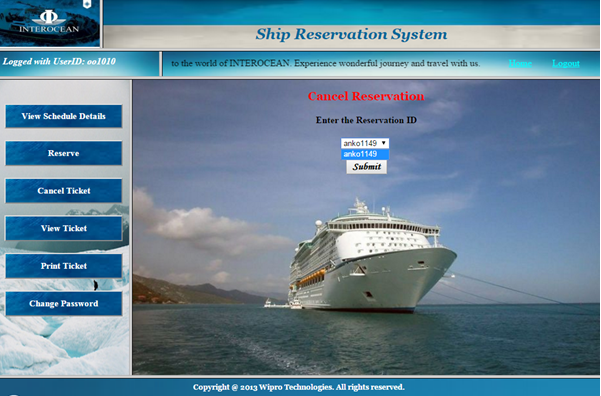 INTEROCEAN
Ship Reservation System
Logged with UserID: oo1010
to the world of INTEROCEAN. Experience wonderful journey and travel with us.
Home
Logout
View Schedule Details
Reserve
Cancel Ticket
View Ticket
Print Ticket
Change Password
Cancel Reservation
Enter the Reservation ID
anko1149
anko1149
Submit
Copyright @ 2013 Wipro Technologies. All rights reserved.